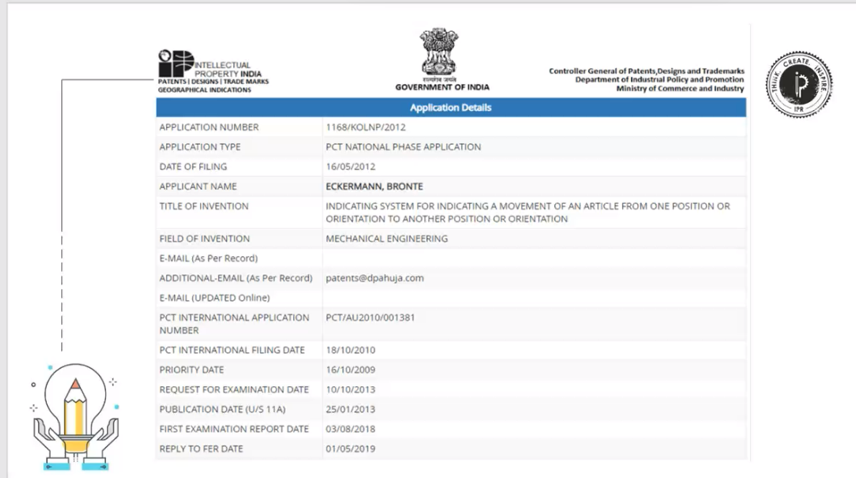 INTELLECTUAL
PROPERTY INDIA
PATENTS | DESIGNS | TRADE MARKS
GEOGRAPHICAL INDICATIONS
सत्यमेव जयते
GOVERNMENT OF INDIA
Controller General of Patents,Designs and Trademarks
Department of Industrial Policy and Promotion
Ministry of Commerce and Industry
THINK. CREATE. INSPIRE
IP
IPR
Application Details
APPLICATION NUMBER 1168/KOLNP/2012
APPLICATION TYPE PCT NATIONAL PHASE APPLICATION
DATE OF FILING 16/05/2012
APPLICANT NAME ECKERMANN, BRONTE
TITLE OF INVENTION INDICATING SYSTEM FOR INDICATING A MOVEMENT OF AN ARTICLE FROM ONE POSITION OR
ORIENTATION TO ANOTHER POSITION OR ORIENTATION
FIELD OF INVENTION MECHANICAL ENGINEERING
E-MAIL (As Per Record)
ADDITIONAL-EMAIL (As Per Record) patents@dpahuja.com
E-MAIL (UPDATED Online)
PCT INTERNATIONAL APPLICATION PCT/AU2010/001381
NUMBER
PCT INTERNATIONAL FILING DATE 18/10/2010
PRIORITY DATE 16/10/2009
REQUEST FOR EXAMINATION DATE 10/10/2013
PUBLICATION DATE (U/S 11A) 25/01/2013
FIRST EXAMINATION REPORT DATE 03/08/2018
REPLY TO FER DATE 01/05/2019